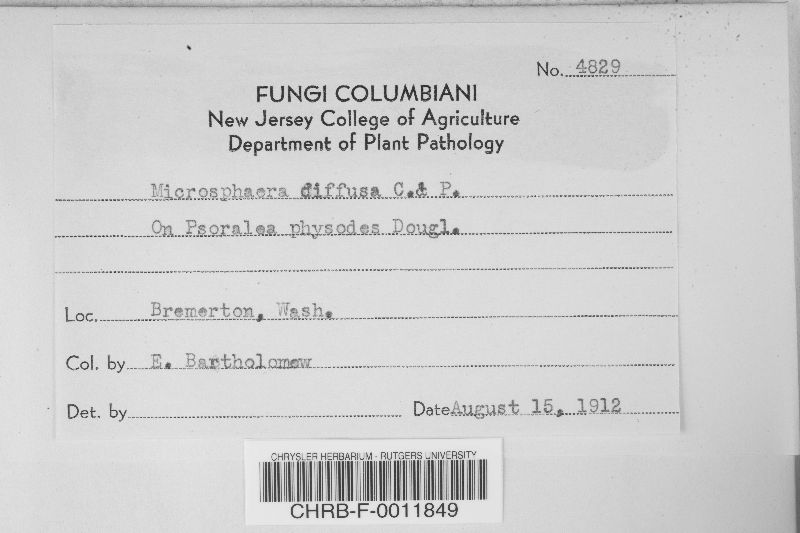 No. 4829
FUNGI COLUMBIANI
New Jersey College of Agriculture
Department of Plant Pathology
Microsphaera diffusa C.& P.
On Psoralea physodes Dougl.
Loc. Bremerton, Wash.
Col. by E. Bartholomew
Det. by
Date August 15, 1912
CHRYSLER HERBARIUM - RUTGERS UNIVERSITY
CHRB-F-0011849